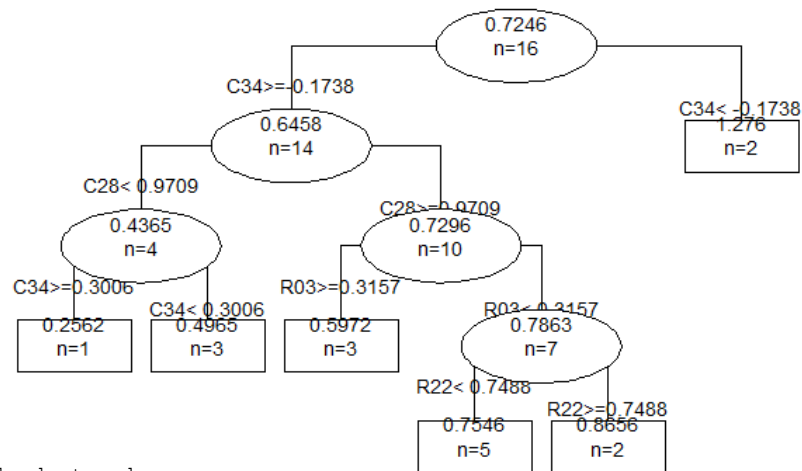 0.7246
n=16
C34>=-0.1738
C34< -0.1738
0.6458
n=14
1.276
n=2
C28< 0.9709
C28>=0.9709
0.4365
n=4
0.7296
n=10
C34>=0.3006
C34< 0.3006
R03>=0.3157
R03< 0.3157
0.2562
n=1
0.4965
n=3
0.5972
n=3
0.7863
n=7
R22< 0.7488
R22>=0.7488
0.7546
n=5
0.8656
n=2